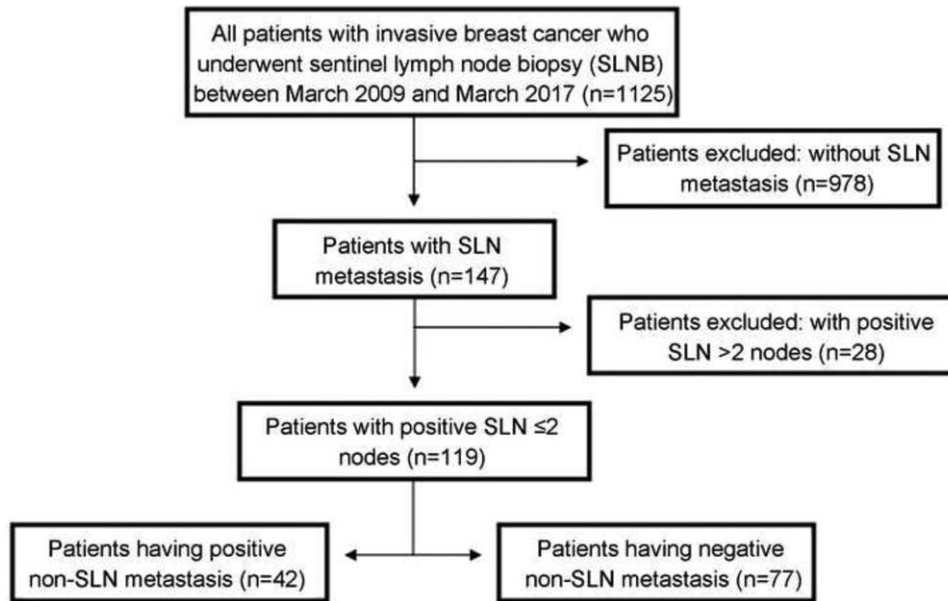 All patients with invasive breast cancer who
underwent sentinel lymph node biopsy (SLNB)
between March 2009 and March 2017 (n=1125)
Patients excluded: without SLN
metastasis (n=978)
Patients with SLN
metastasis (n=147)
Patients excluded: with positive
SLN >2 nodes (n=28)
Patients with positive SLN ≤2
nodes (n=119)
Patients having positive
non-SLN metastasis (n=42)
Patients having negative
non-SLN metastasis (n=77)